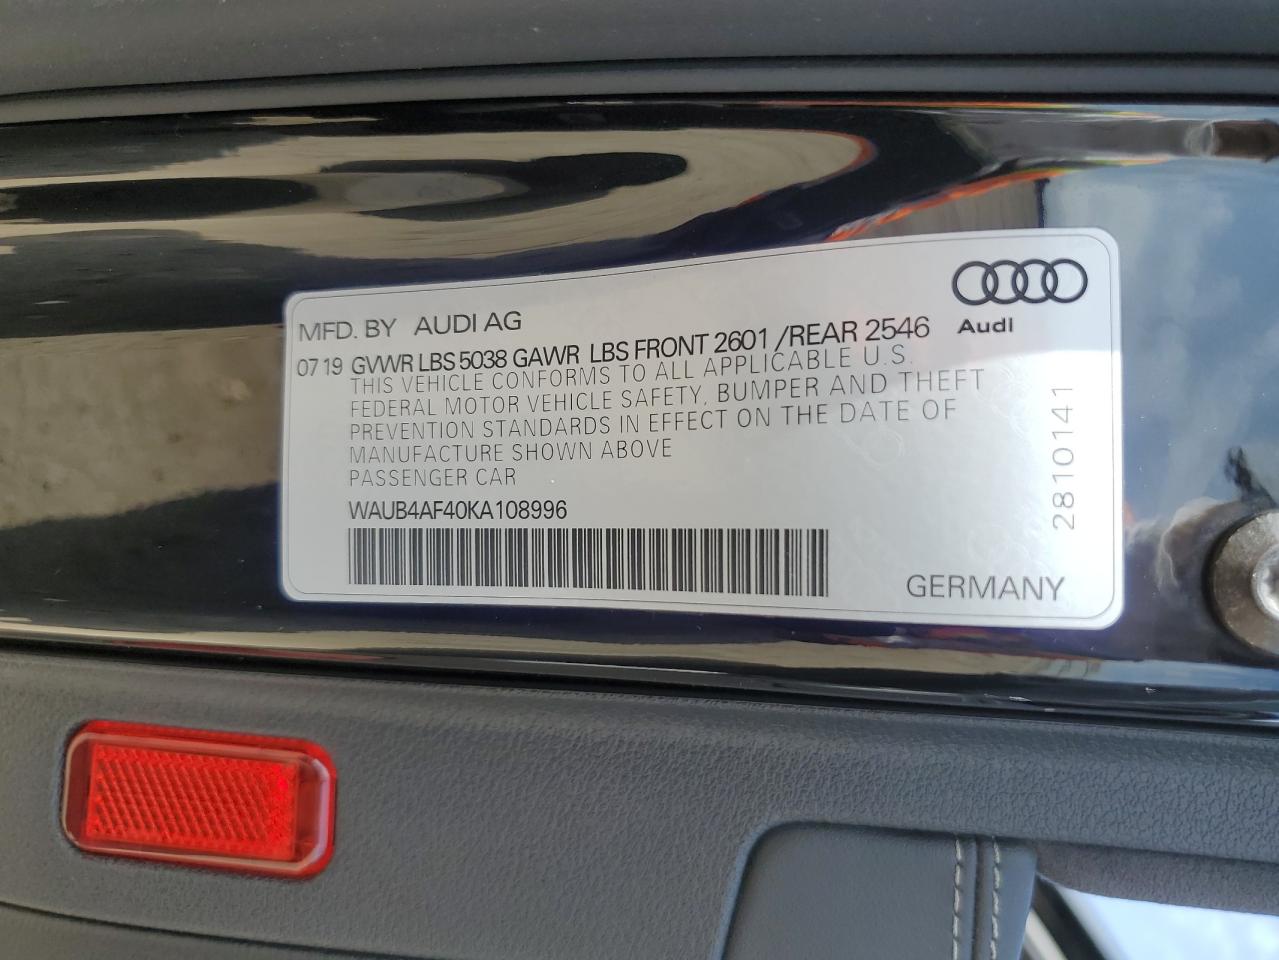 MFD. BY AUDI AG
Audi
07 19 GVWR LBS 5038 GAWR LBS FRONT 2601 /REAR 2546
THIS VEHICLE CONFORMS TO ALL APPLICABLE U.S.
FEDERAL MOTOR VEHICLE SAFETY, BUMPER AND THEFT
PREVENTION STANDARDS IN EFFECT ON THE DATE OF
MANUFACTURE SHOWN ABOVE
PASSENGER CAR
WAUB4AF40KA108996
2810141
GERMANY